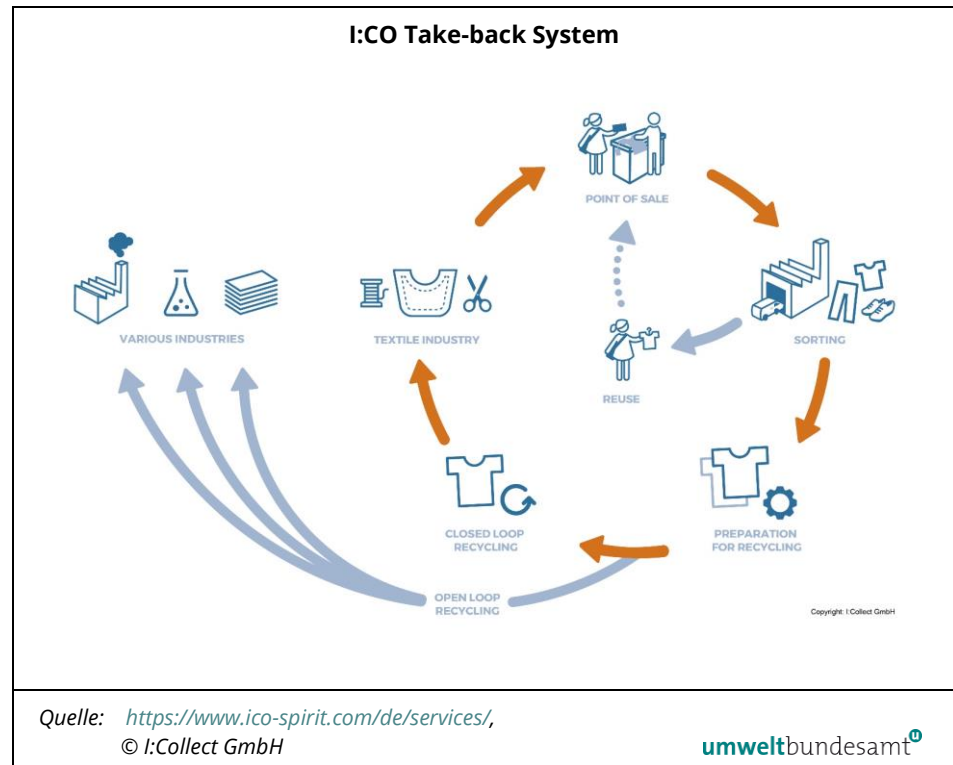 I:CO Take-back System
POINT OF SALE
VARIOUS INDUSTRIES
TEXTILE INDUSTRY
SORTING
REUSE
CLOSED LOOP
RECYCLING
PREPARATION
FOR RECYCLING
OPEN LOOP
RECYCLING
Copyright: I:Collect GmbH
Quelle: https://www.ico-spirit.com/de/services/,
© I:Collect GmbH
umweltbundesamt u